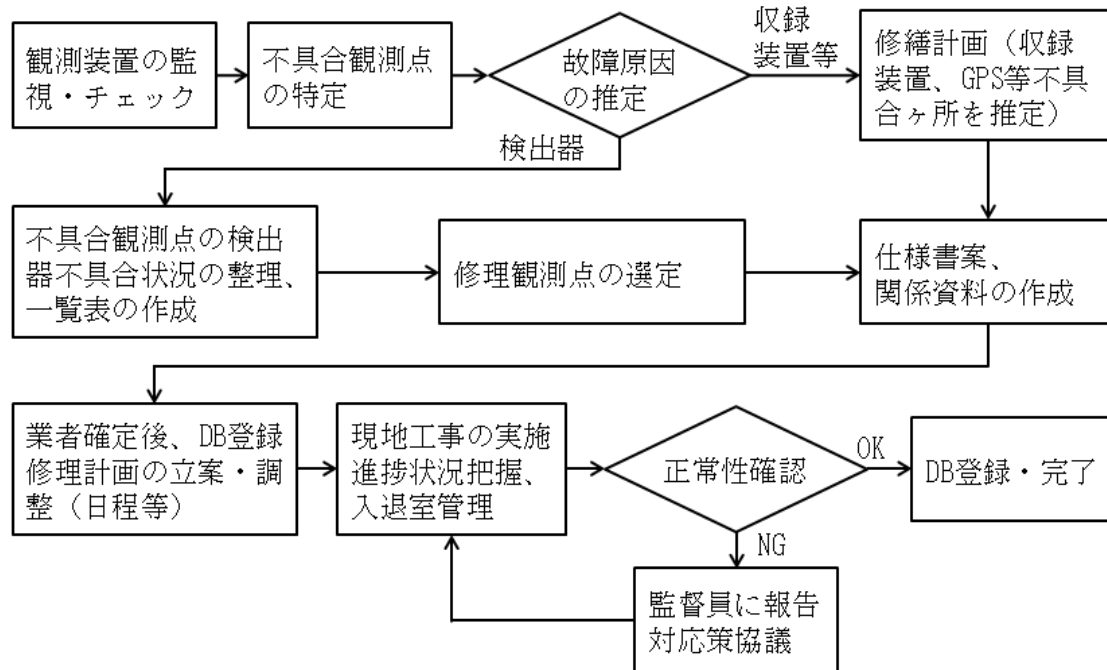 観測装置の監
視・チェック
不具合観測点
の特定
故障原因
の推定
収録
装置等
修繕計画（収録
装置、GPS等不具
合ヶ所を推定）
検出器
不具合観測点の検出
器不具合状況の整理、
一覧表の作成
修理観測点の選定
仕様書案、
関係資料の作成
業者確定後、DB登録
修理計画の立案・調
整（日程等）
現地工事の実施
進捗状況把握、
入退室管理
正常性確認
OK
DB登録・完了
NG
監督員に報告
対応策協議